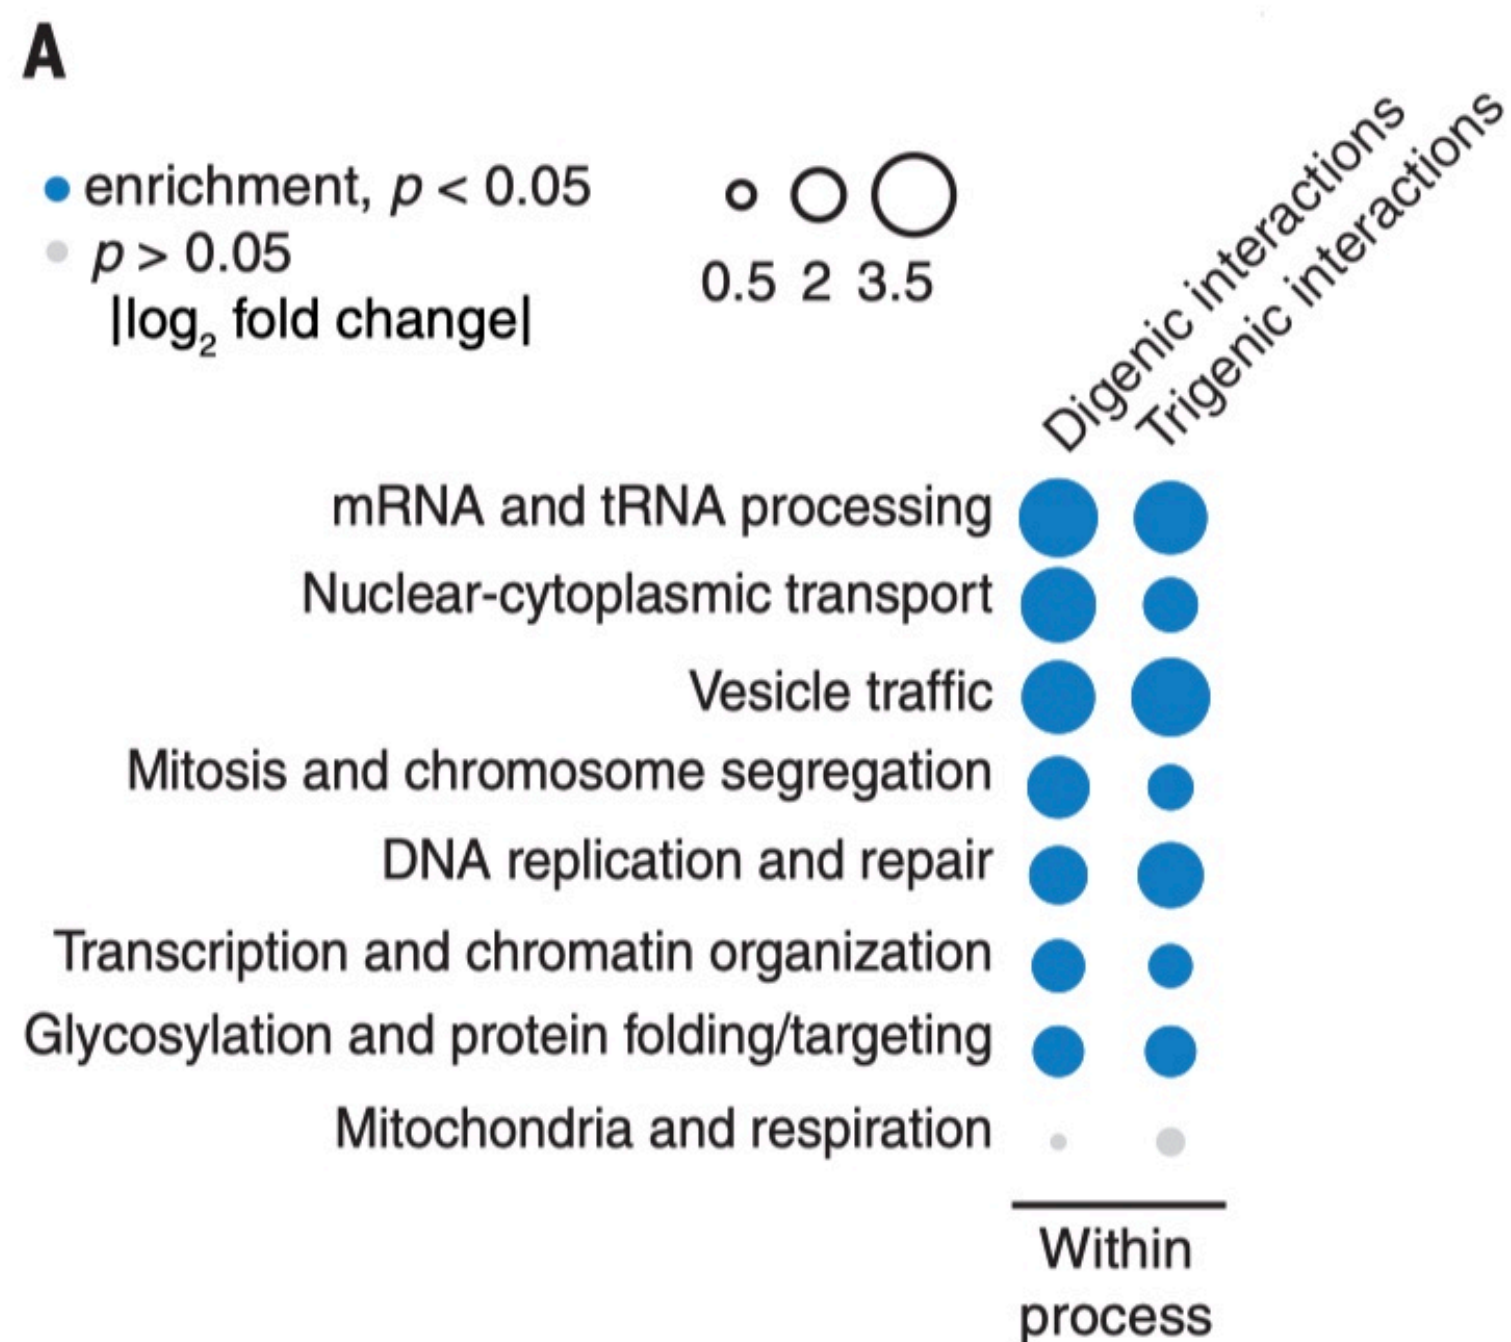 A
enrichment, p < 0.05
p > 0.05
|log₂ fold change|
0.5 2 3.5
Digenic interactions
Trigenic interactions
mRNA and tRNA processing
Nuclear-cytoplasmic transport
Vesicle traffic
Mitosis and chromosome segregation
DNA replication and repair
Transcription and chromatin organization
Glycosylation and protein folding/targeting
Mitochondria and respiration
Within
process